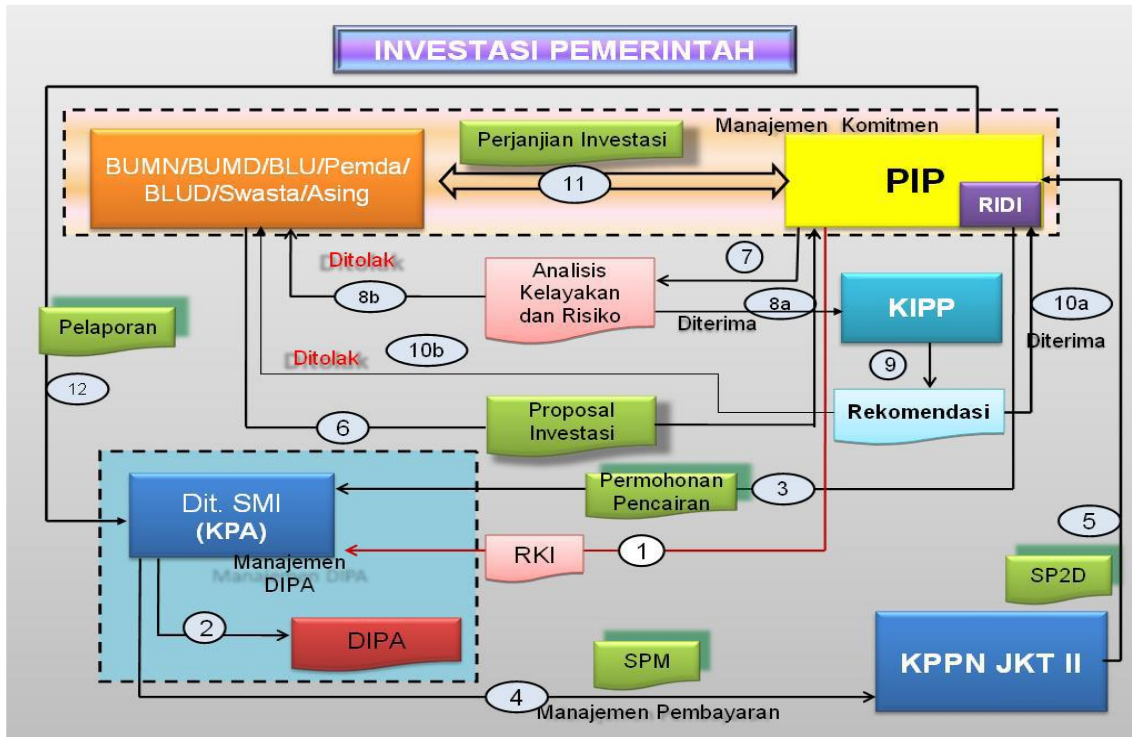 INVESTASI PEMERINTAH
Manajemen Komitmen
BUMN/BUMD/BLU/Pemda/
BLUD/Swasta/Asing
Perjanjian Investasi
11
PIP
RIDI
Ditolak
8b
Analisis
Kelayakan
dan Risiko
7
8a
Diterima
KIPP
10a
Diterima
Pelaporan
10b
Ditolak
9
12
6
Proposal
Investasi
Rekomendasi
Dit. SMI
(KPA)
Permohonan
Pencairan
3
5
Manajemen
DIPA
RKI
1
SP2D
2
DIPA
SPM
KPPN JKT II
4
Manajemen Pembayaran